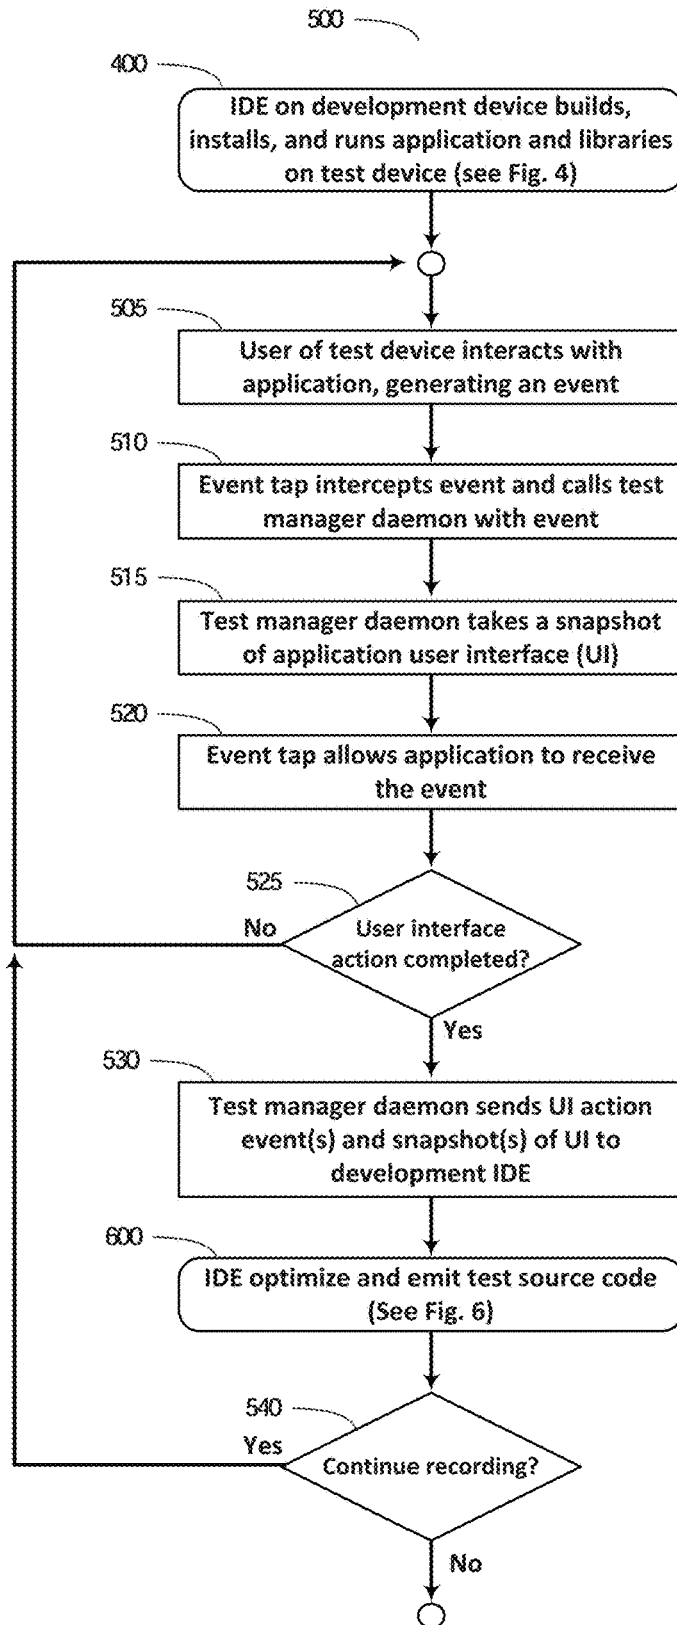 500
400
IDE on development device builds,
installs, and runs application and libraries
on test device (see Fig. 4)
505
User of test device interacts with
application, generating an event
510
Event tap intercepts event and calls test
manager daemon with event
515
Test manager daemon takes a snapshot
of application user interface (UI)
520
Event tap allows application to receive
the event
525
No
User interface
action completed?
Yes
530
Test manager daemon sends UI action
event(s) and snapshot(s) of UI to
development IDE
600
IDE optimize and emit test source code
(See Fig. 6)
540
Yes
Continue recording?
No